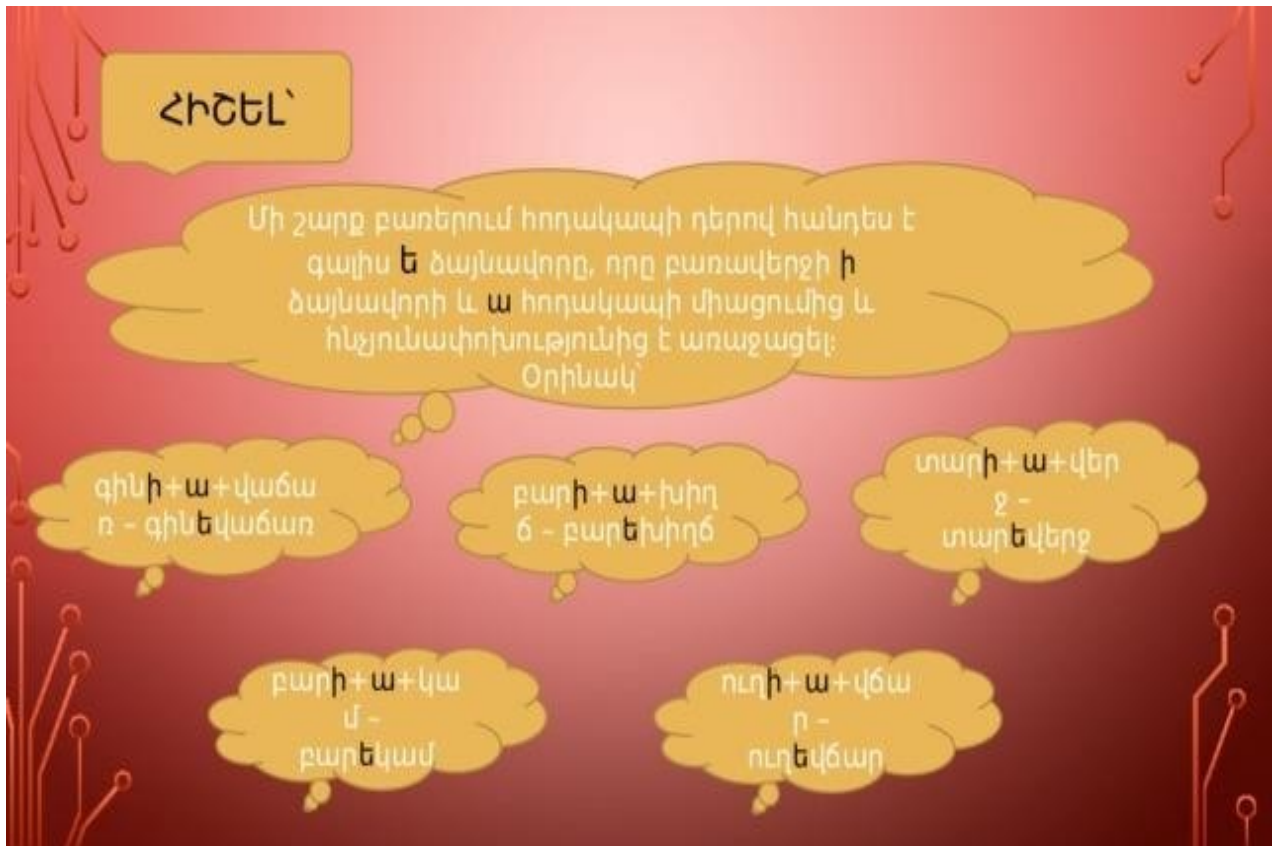 ՀԻՇԵԼ՝
Մի շարք բառերում հոդակապի դերով հանդես է
գալիս ե ձայնավորը, որը բառավերջի ի
ձայնավորի և ա հոդակապի միացումից և
հնչյունափոխությունից է առաջացել:
Օրինակ՝
գինի+ա+վաճա
ռ – գինեվաճառ
բարի+ա+խիղ
ճ – բարեխիղճ
տարի+ա+վեր
ջ –
տարեվերջ
բարի+ա+կա
մ –
բարեկամ
ուղի+ա+վճա
ր –
ուղեվճար